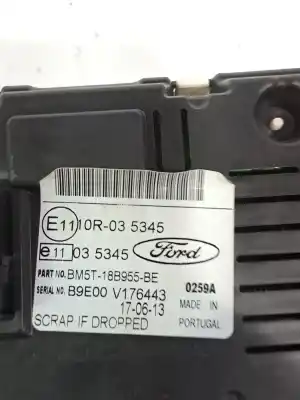 E11 10R-03 5345
e11 03 5345 Ford
PART NO. BM5T-18B955-BE
SERIAL NO. B9E00 V176443 0259A
17-06-13 MADE IN
SCRAP IF DROPPED PORTUGAL